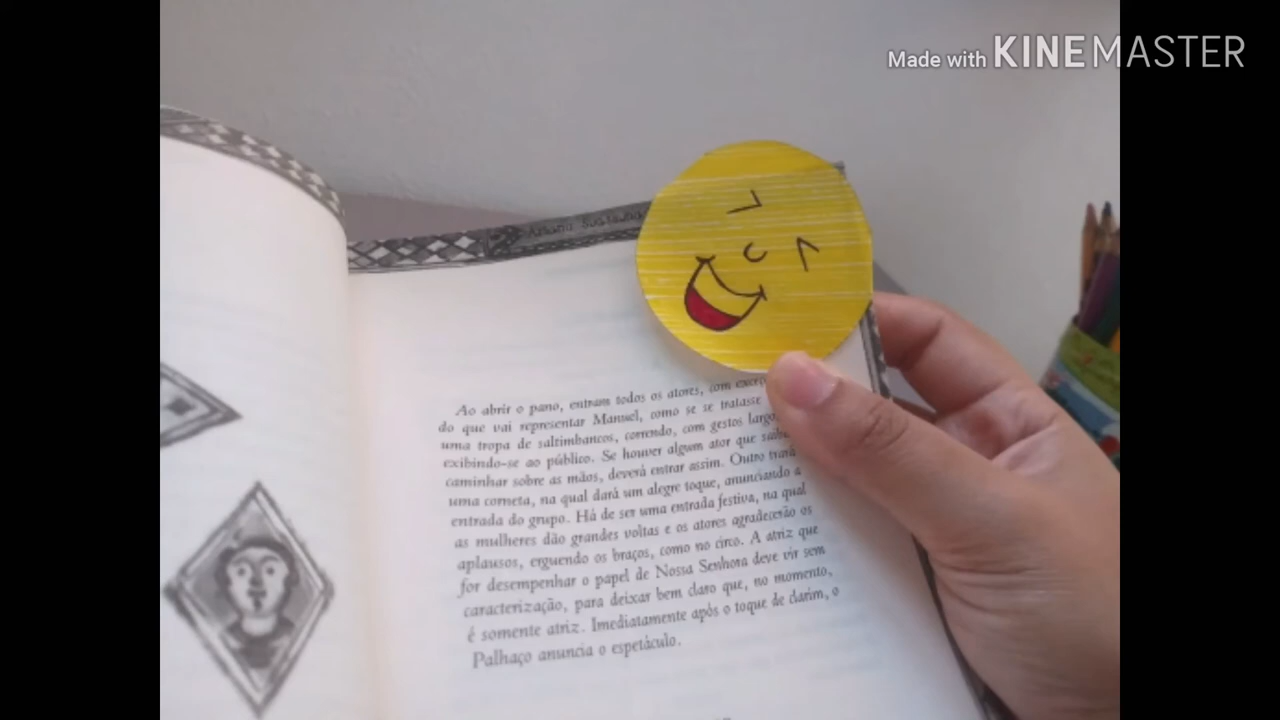 Made with KINEMASTER
Ariano Suassuna
Ao abrir o pano, entram todos os atores, com
do que vai representar Manuel, como se se tratasse
uma tropa de saltimbancos, correndo, com gestos largos
exibindo-se ao público. Se houver algum ator que
caminhar sobre as mãos, deverá entrar assim. Outro trará
uma corneta, na qual dará um alegre toque, anunciando a
entrada do grupo. Há de ser uma entrada festiva, na qual
as mulheres dão grandes voltas e os atores agradecerão os
aplausos, erguendo os braços, como no circo. A atriz que
for desempenhar o papel de Nossa Senhora deve vir sem
caracterização, para deixar bem claro que, no momento,
é somente atriz. Imediatamente após o toque de clarim, o
Palhaço anuncia o espetáculo.